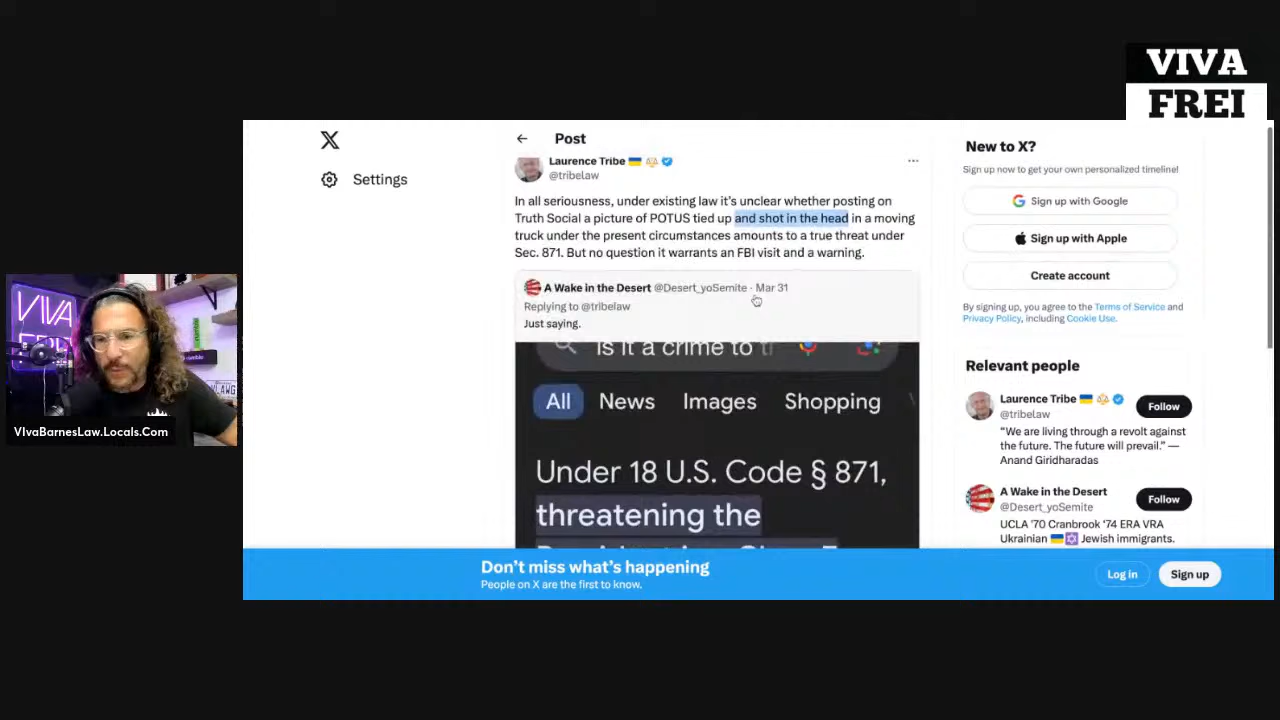 VIVA
FREI
Post
Settings
Laurence Tribe
@tribelaw
In all seriousness, under existing law it's unclear whether posting on
Truth Social a picture of POTUS tied up and shot in the head in a moving
truck under the present circumstances amounts to a true threat under
Sec. 871. But no question it warrants an FBI visit and a warning.
A Wake in the Desert @Desert_yoSemite · Mar 31
Replying to @tribelaw
Just saying.
is it a crime to
All News Images Shopping
Under 18 U.S. Code § 871,
threatening the
New to X?
Sign up now to get your own personalized timeline!
Sign up with Google
Sign up with Apple
Create account
By signing up, you agree to the Terms of Service and
Privacy Policy, including Cookie Use.
Relevant people
Laurence Tribe
@tribelaw
Follow
"We are living through a revolt against
the future. The future will prevail." —
Anand Giridharadas
A Wake in the Desert
@Desert_yoSemite
Follow
UCLA '70 Cranbrook '74 ERA VRA
Ukrainian Jewish immigrants.
Don't miss what's happening
People on X are the first to know.
Log in
Sign up
VIVA
VIvaBarnesLaw.Locals.Com